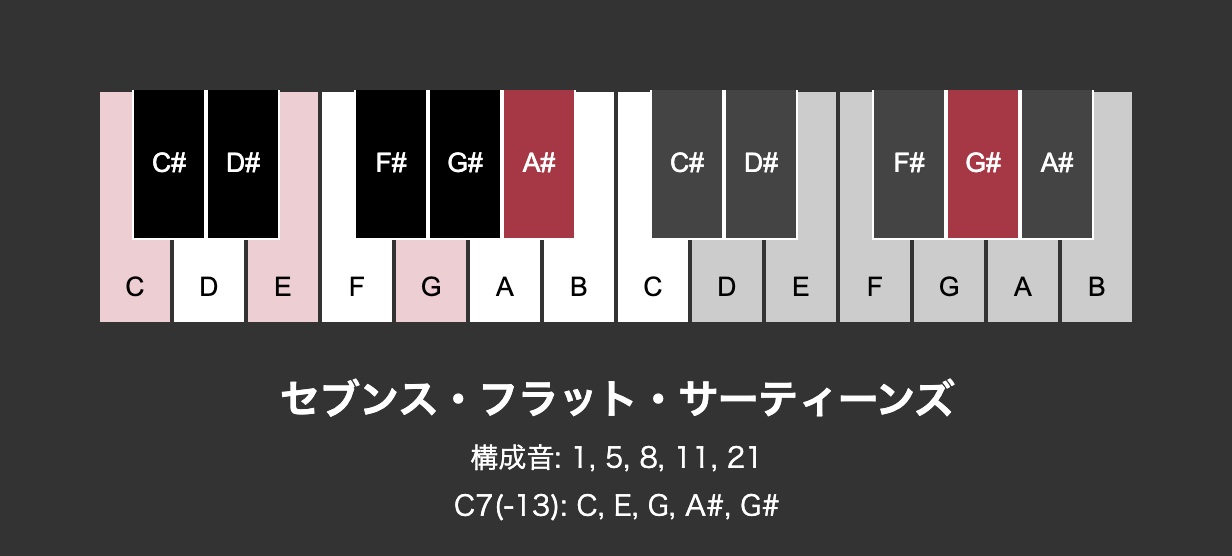 C# D# F# G# A# C# D# F# G# A#
C D E F G A B C D E F G A B
セブンス・フラット・サーティーンズ
構成音: 1, 5, 8, 11, 21
C7(-13): C, E, G, A#, G#